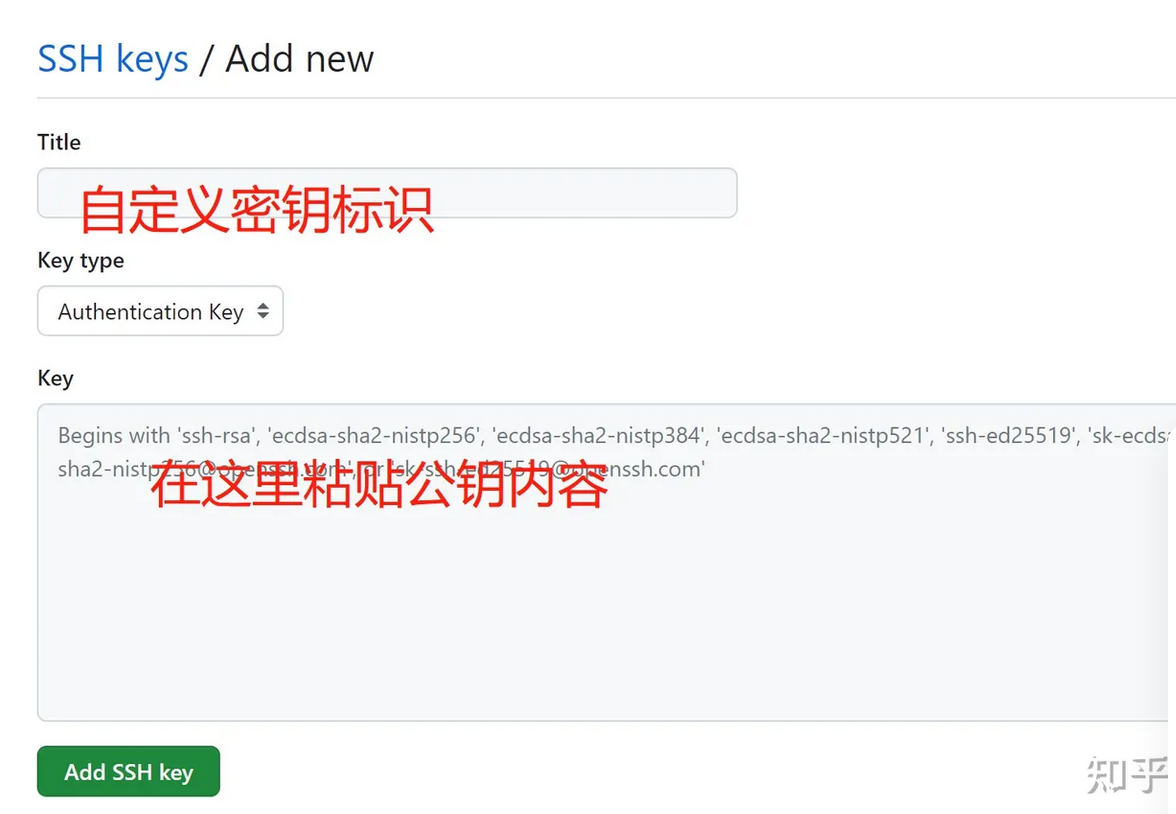 SSH keys / Add new
Title
自定义密钥标识
Key type
Authentication Key
Key
Begins with 'ssh-rsa', 'ecdsa-sha2-nistp256', 'ecdsa-sha2-nistp384', 'ecdsa-sha2-nistp521', 'ssh-ed25519', 'sk-ecdsa-
sha2-nistp256@openssh.com', or 'sk-ssh-ed25519@openssh.com'
在这里粘贴公钥内容
Add SSH key
知乎